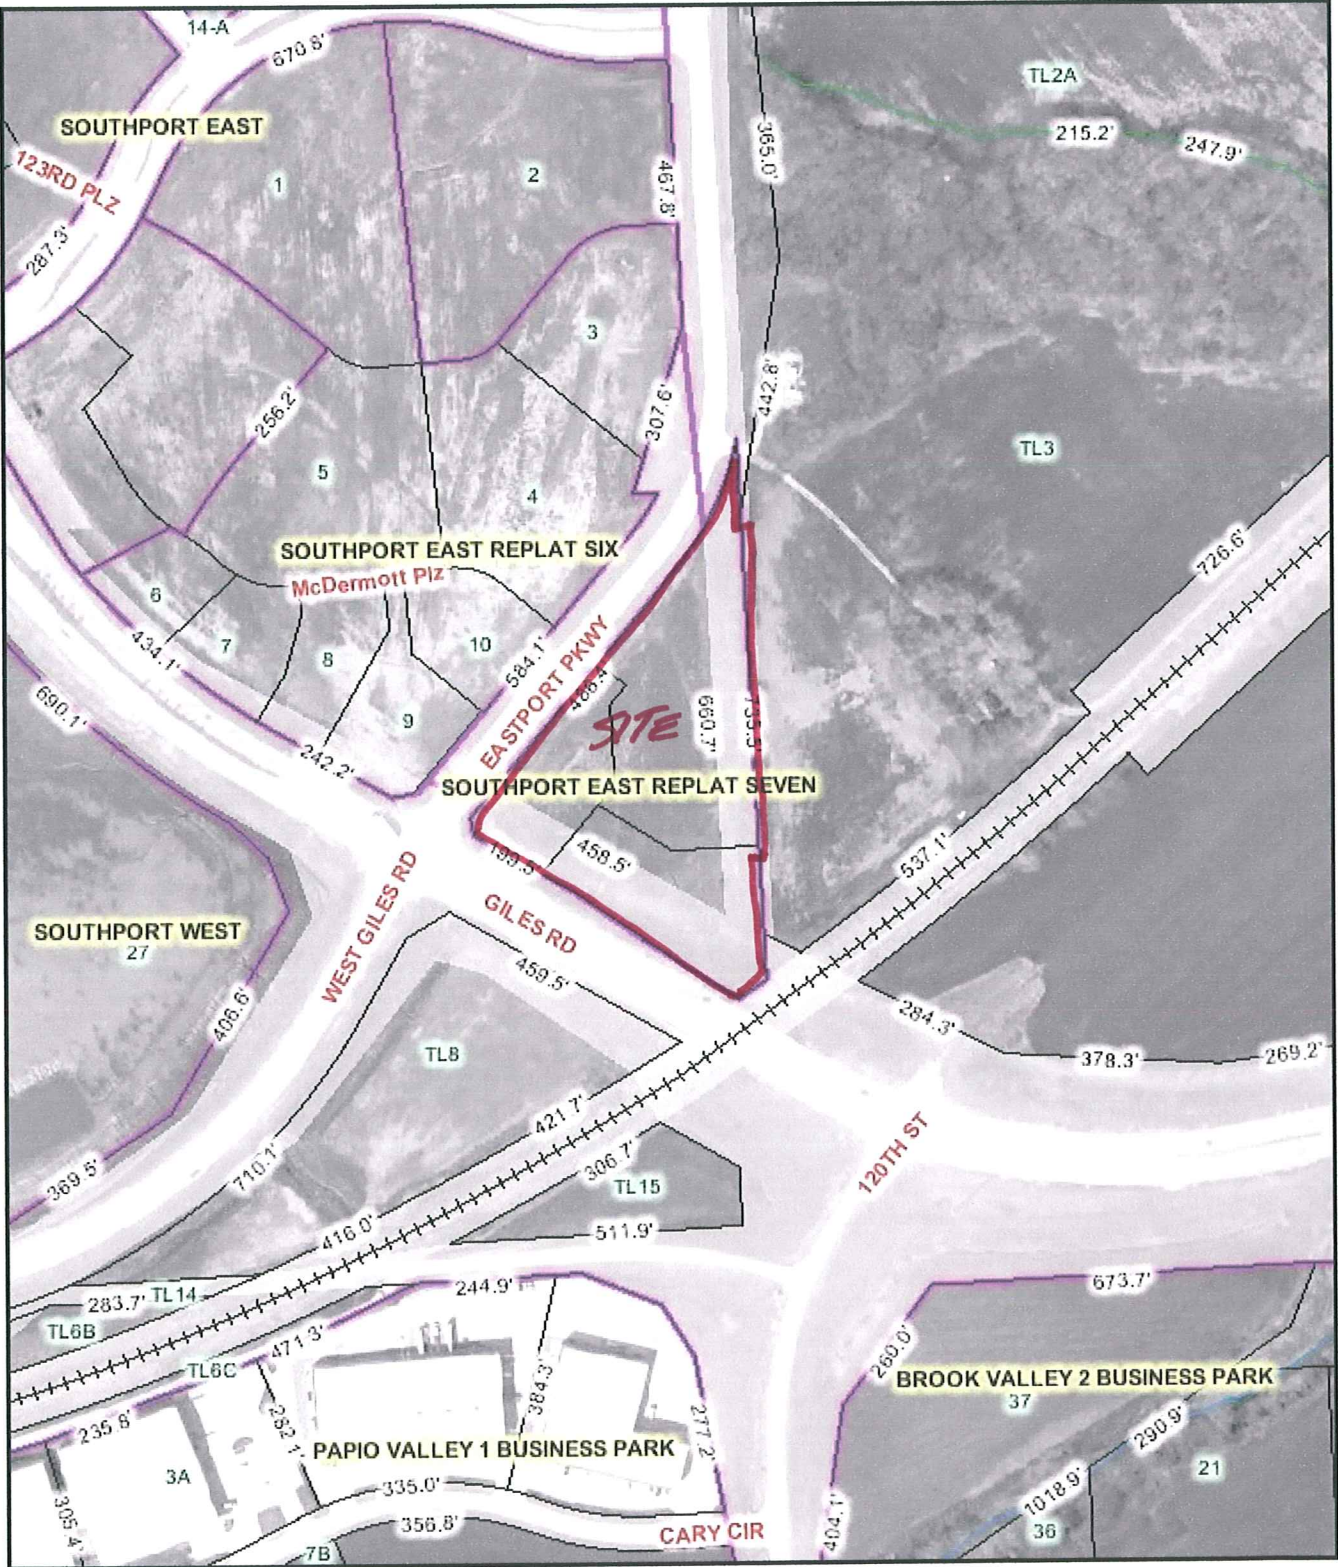 14-A
670.8'
TL2A
SOUTHPORT EAST
215.2'
247.9'
365.0'
123RD PLZ
1
2
467.8'
287.3'
3
442.8'
256.2'
307.6'
TL3
5
4
726.6'
SOUTHPORT EAST REPLAT SIX
McDermott Plz
6
434.1'
7
8
10
584.1'
EASTPORT PKWY
690.1'
9
SITE
660.7'
242.2'
SOUTHPORT EAST REPLAT SEVEN
199.5'
458.5'
537.1'
SOUTHPORT WEST
27
WEST GILES RD
GILES RD
459.5'
406.6'
284.3'
TL8
378.3'
269.2'
421.7'
120TH ST
369.5'
710.1'
306.7'
TL15
416.0'
511.9'
283.7'
TL14
244.9'
673.7'
TL6B
471.3'
TL6C
260.0'
384.3'
BROOK VALLEY 2 BUSINESS PARK
37
235.8'
282.1'
277.2'
290.9'
PAPIO VALLEY 1 BUSINESS PARK
3A
21
335.0'
305.4'
1018.9'
356.8'
404.1'
CARY CIR
36
7B